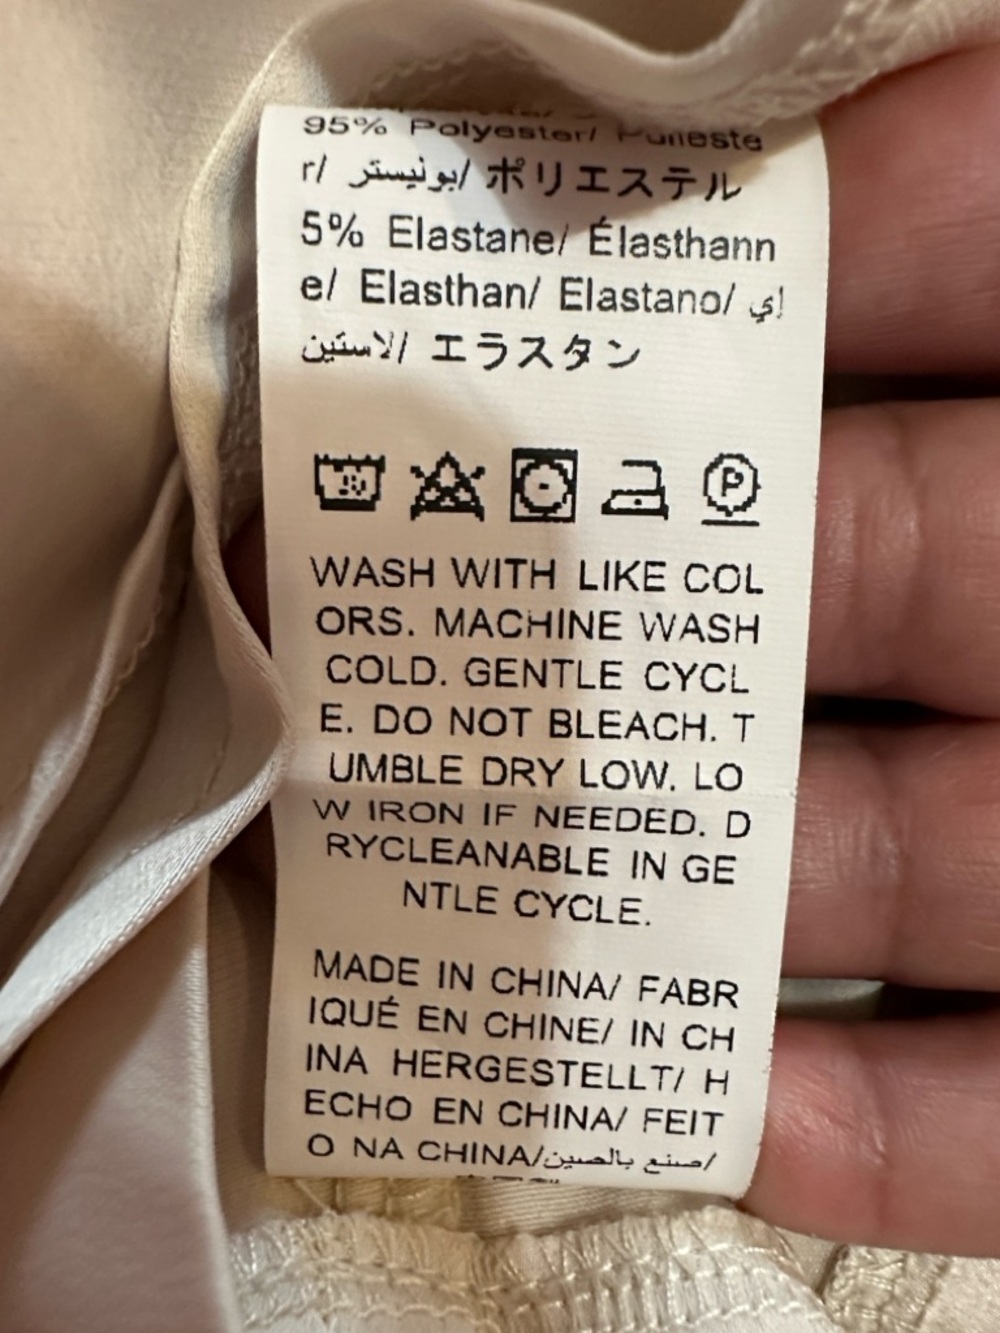 95% Polyester/ Polieste
r/ بوليستر/ ポリエステル
5% Elastane/ Élasthann
e/ Elasthan/ Elastano/ إي
لاستين/ エラスタン
30
P
WASH WITH LIKE COL
ORS. MACHINE WASH
COLD. GENTLE CYCL
E. DO NOT BLEACH. T
UMBLE DRY LOW. LO
W IRON IF NEEDED. D
RYCLEANABLE IN GE
NTLE CYCLE.
MADE IN CHINA/ FABR
IQUÉ EN CHINE/ IN CH
INA HERGESTELLT/ H
ECHO EN CHINA/ FEIT
O NA CHINA/صنع بالصين/